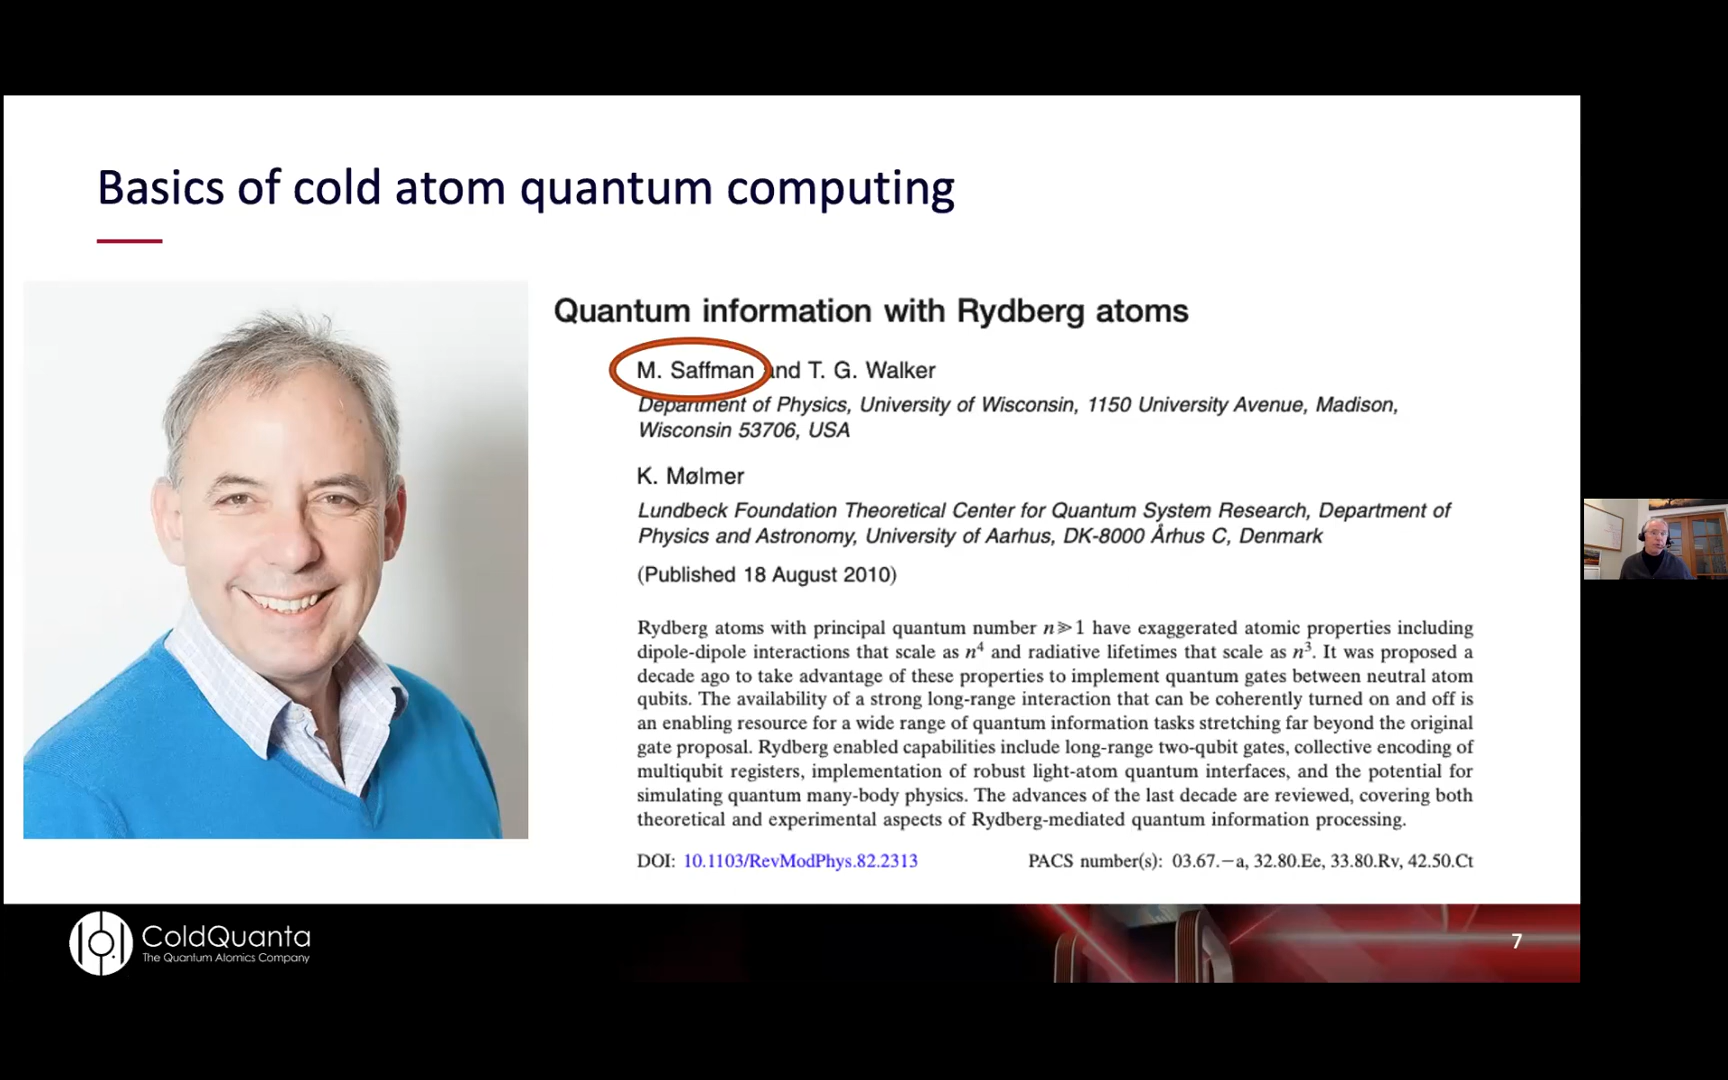 Basics of cold atom quantum computing
Quantum information with Rydberg atoms
M. Saffman and T. G. Walker
Department of Physics, University of Wisconsin, 1150 University Avenue, Madison,
Wisconsin 53706, USA
K. Mølmer
Lundbeck Foundation Theoretical Center for Quantum System Research, Department of
Physics and Astronomy, University of Aarhus, DK-8000 Århus C, Denmark
(Published 18 August 2010)
Rydberg atoms with principal quantum number n≫1 have exaggerated atomic properties including
dipole-dipole interactions that scale as n⁴ and radiative lifetimes that scale as n³. It was proposed a
decade ago to take advantage of these properties to implement quantum gates between neutral atom
qubits. The availability of a strong long-range interaction that can be coherently turned on and off is
an enabling resource for a wide range of quantum information tasks stretching far beyond the original
gate proposal. Rydberg enabled capabilities include long-range two-qubit gates, collective encoding of
multiqubit registers, implementation of robust light-atom quantum interfaces, and the potential for
simulating quantum many-body physics. The advances of the last decade are reviewed, covering both
theoretical and experimental aspects of Rydberg-mediated quantum information processing.
DOI: 10.1103/RevModPhys.82.2313 PACS number(s): 03.67.−a, 32.80.Ee, 33.80.Rv, 42.50.Ct
ColdQuanta
The Quantum Atomics Company
7